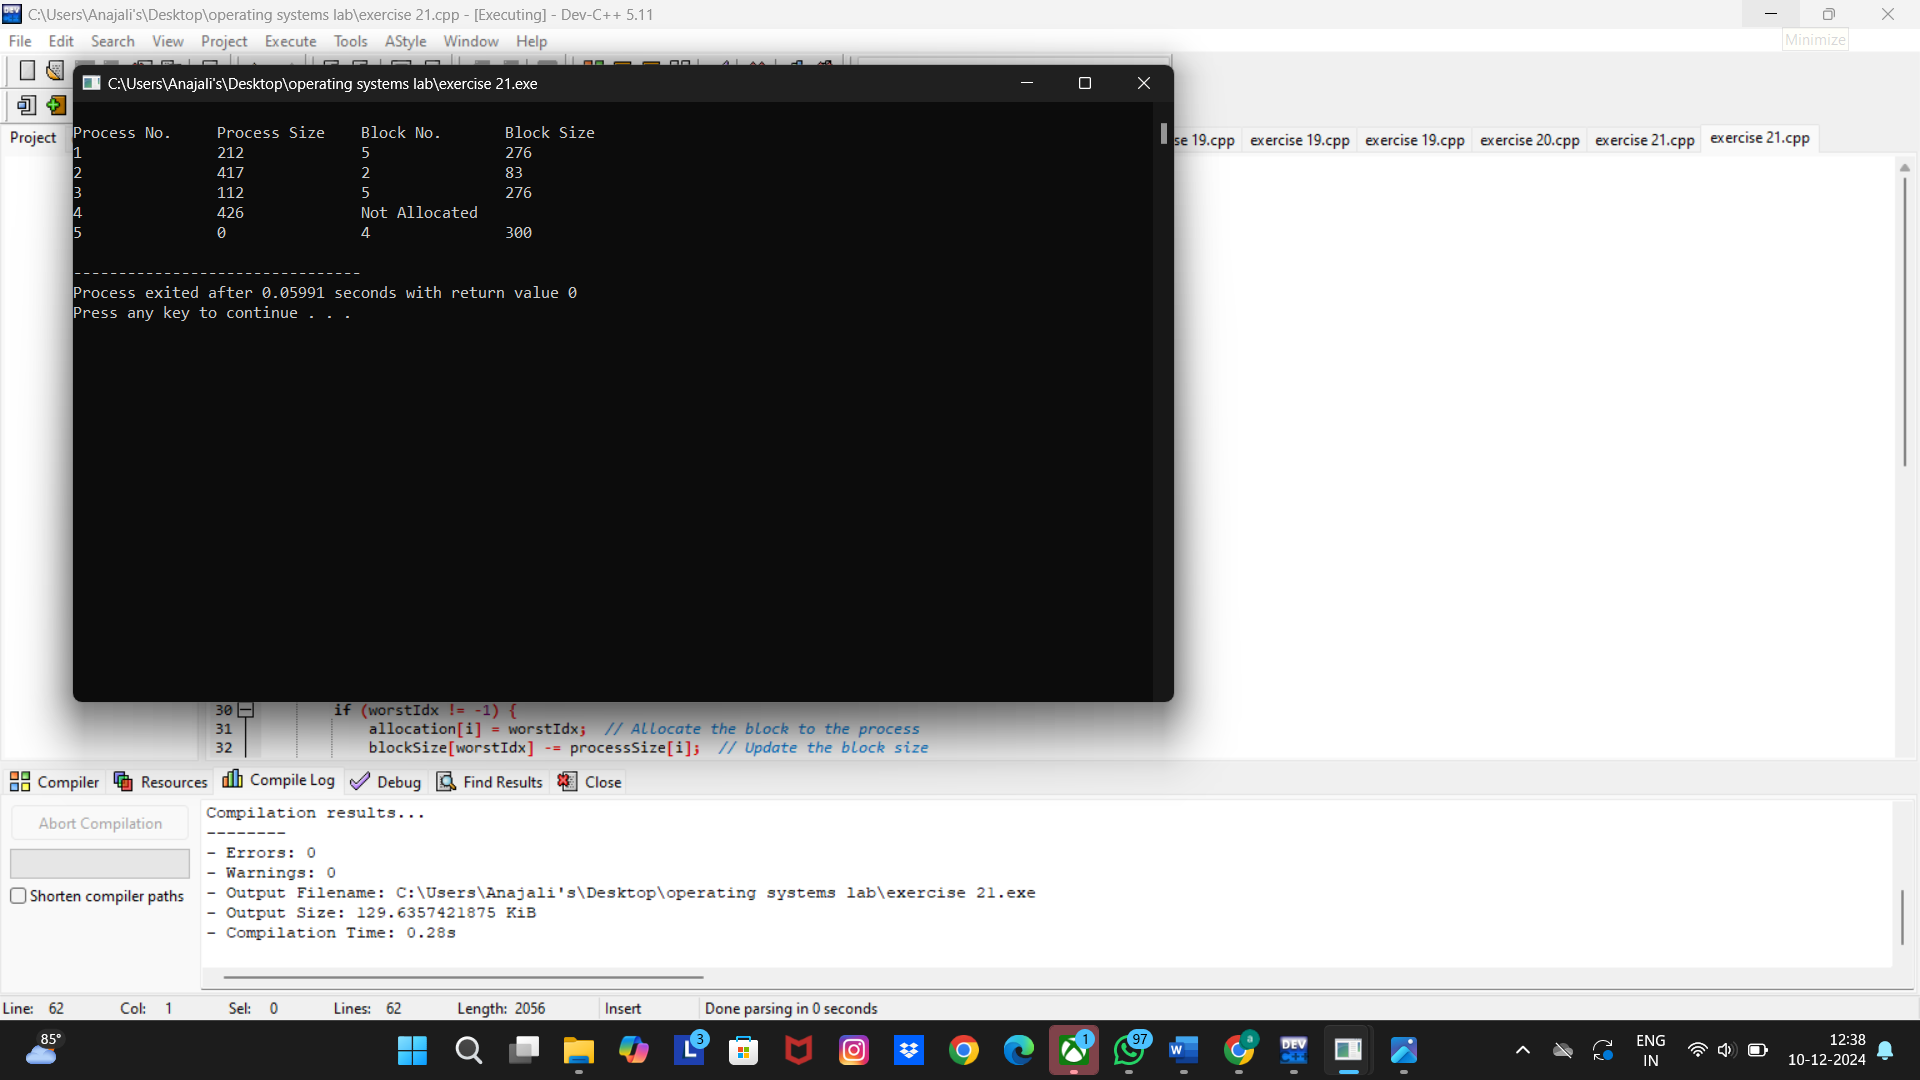 C:\Users\Anajali's\Desktop\operating systems lab\exercise 21.cpp - [Executing] - Dev-C++ 5.11
File Edit Search View Project Execute Tools AStyle Window Help
Minimize
C:\Users\Anajali's\Desktop\operating systems lab\exercise 21.exe
Project
se 19.cpp exercise 19.cpp exercise 19.cpp exercise 20.cpp exercise 21.cpp exercise 21.cpp
Process No. Process Size Block No. Block Size
1 212 5 276
2 417 2 83
3 112 5 276
4 426 Not Allocated
5 0 4 300
--------------------------------
Process exited after 0.05991 seconds with return value 0
Press any key to continue . . .
30 if (worstIdx != -1) {
31 allocation[i] = worstIdx; // Allocate the block to the process
32 blockSize[worstIdx] -= processSize[i]; // Update the block size
Compiler Resources Compile Log Debug Find Results Close
Abort Compilation
Shorten compiler paths
Compilation results...
--------
- Errors: 0
- Warnings: 0
- Output Filename: C:\Users\Anajali's\Desktop\operating systems lab\exercise 21.exe
- Output Size: 129.6357421875 KiB
- Compilation Time: 0.28s
Line: 62 Col: 1 Sel: 0 Lines: 62 Length: 2056 Insert Done parsing in 0 seconds
85°
L 3
1
97
W
a
DEV C++
ENG
IN
12:38
10-12-2024